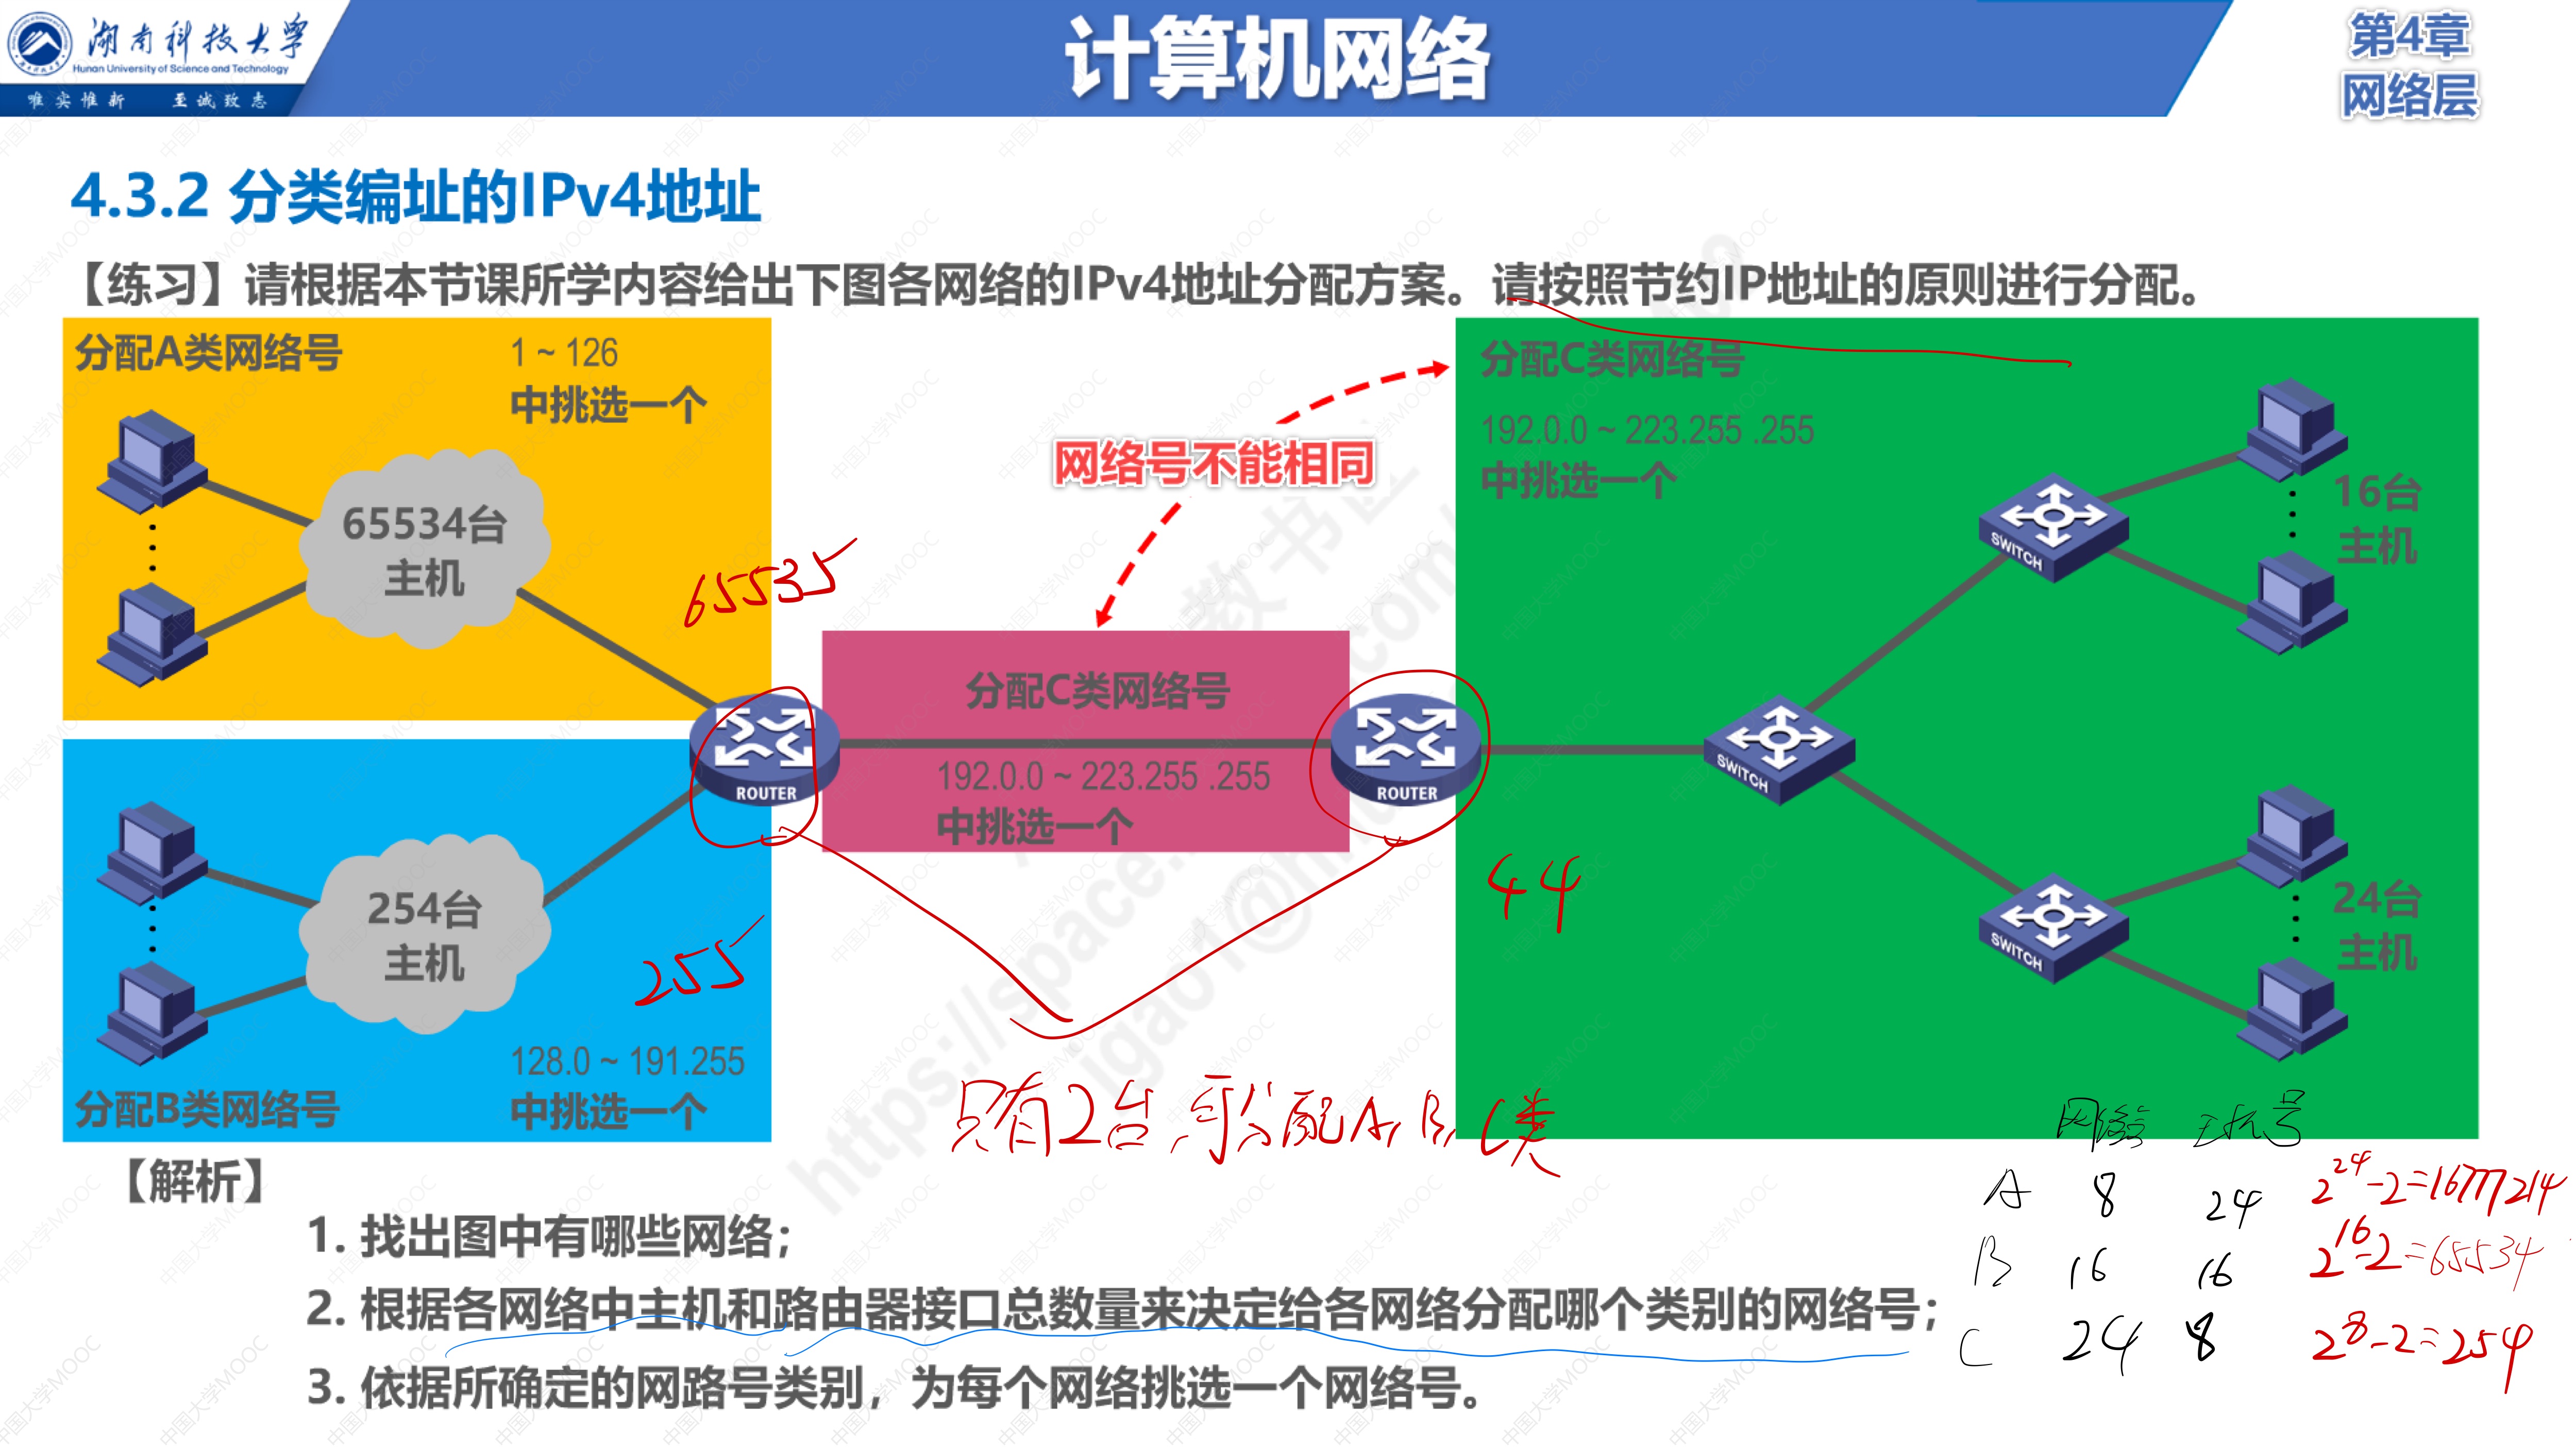 湖南科技大学
Hunan University of Science and Technology
唯实惟新 至诚致志
计算机网络
第4章
网络层
4.3.2 分类编址的IPv4地址
【练习】请根据本节课所学内容给出下图各网络的IPv4地址分配方案。请按照节约IP地址的原则进行分配。
分配A类网络号
1 ~ 126
中挑选一个
65534台
主机
65535
网络号不能相同
分配C类网络号
192.0.0 ~ 223.255 .255
中挑选一个
SWITCH
16台
主机
分配C类网络号
192.0.0 ~ 223.255 .255
中挑选一个
ROUTER
ROUTER
SWITCH
44
254台
主机
255
128.0 ~ 191.255
中挑选一个
分配B类网络号
SWITCH
24台
主机
只有2台,可分配A,B,C类
网络号 主机号
A 8 24 2^24-2=16777214
B 16 16 2^16-2=65534
C 24 8 2^8-2=254
【解析】
1. 找出图中有哪些网络；
2. 根据各网络中主机和路由器接口总数量来决定给各网络分配哪个类别的网络号；
3. 依据所确定的网路号类别，为每个网络挑选一个网络号。
中国大学MOOC